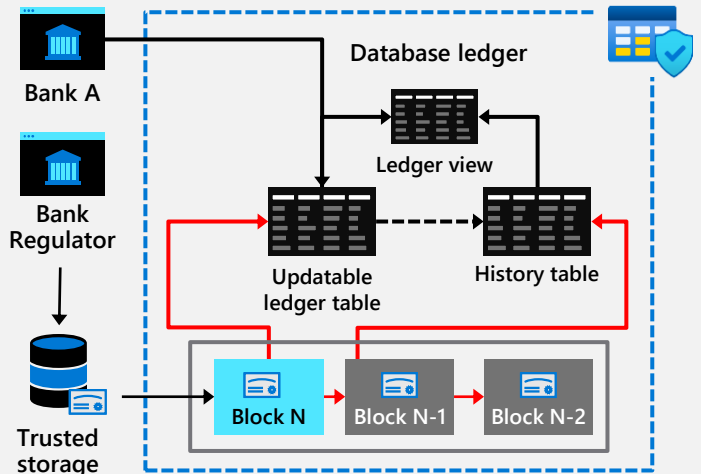 Database ledger
Bank A
Ledger view
Bank
Regulator
Updatable
ledger table
History table
Block N
Block N-1
Block N-2
Trusted
storage